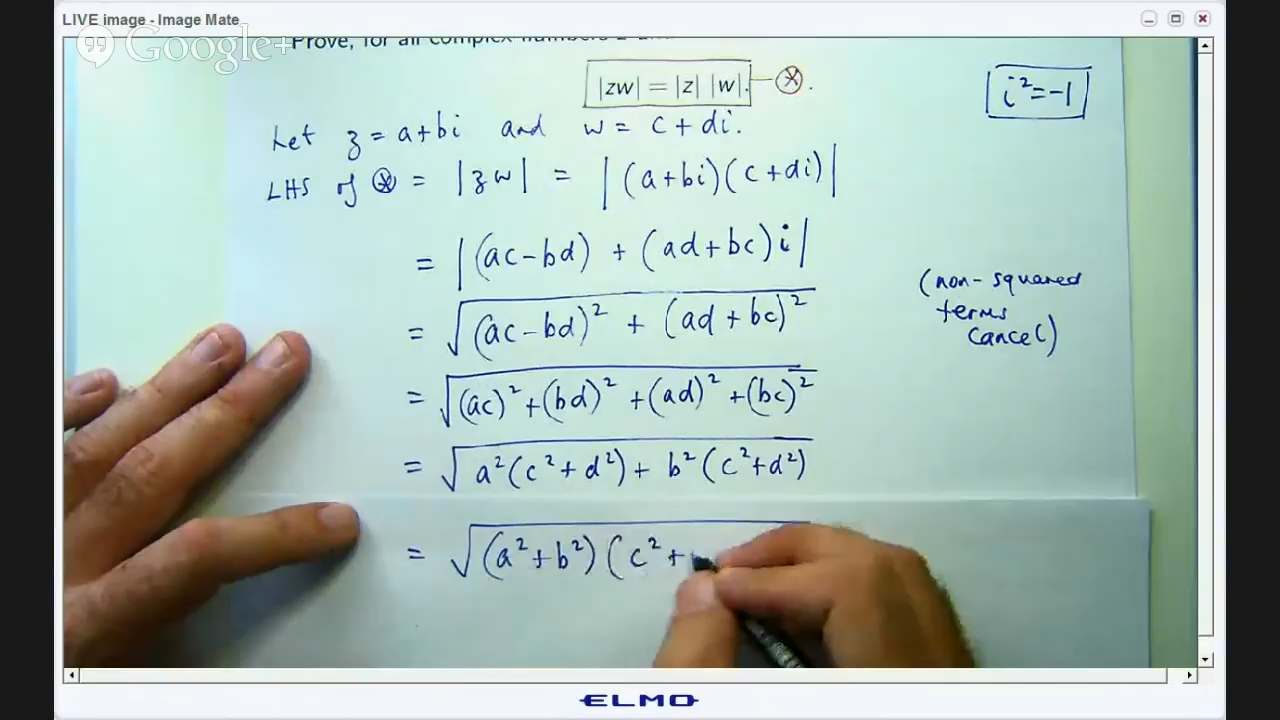 LIVE image - Image Mate
Google+
Prove, for all complex numbers z
|zw| = |z| |w|. ⊛.
i² = -1
Let z = a+bi and w = c + di.
LHS of ⊛ = |zw| = |(a+bi)(c+di)|
= |(ac-bd) + (ad+bc)i|
= √((ac-bd)² + (ad+bc)²)
(non-squared
terms
cancel)
= √((ac)²+(bd)²+(ad)²+(bc)²)
= √(a²(c²+d²)+ b²(c²+d²))
= √(a²+b²)(c²+
ELMO